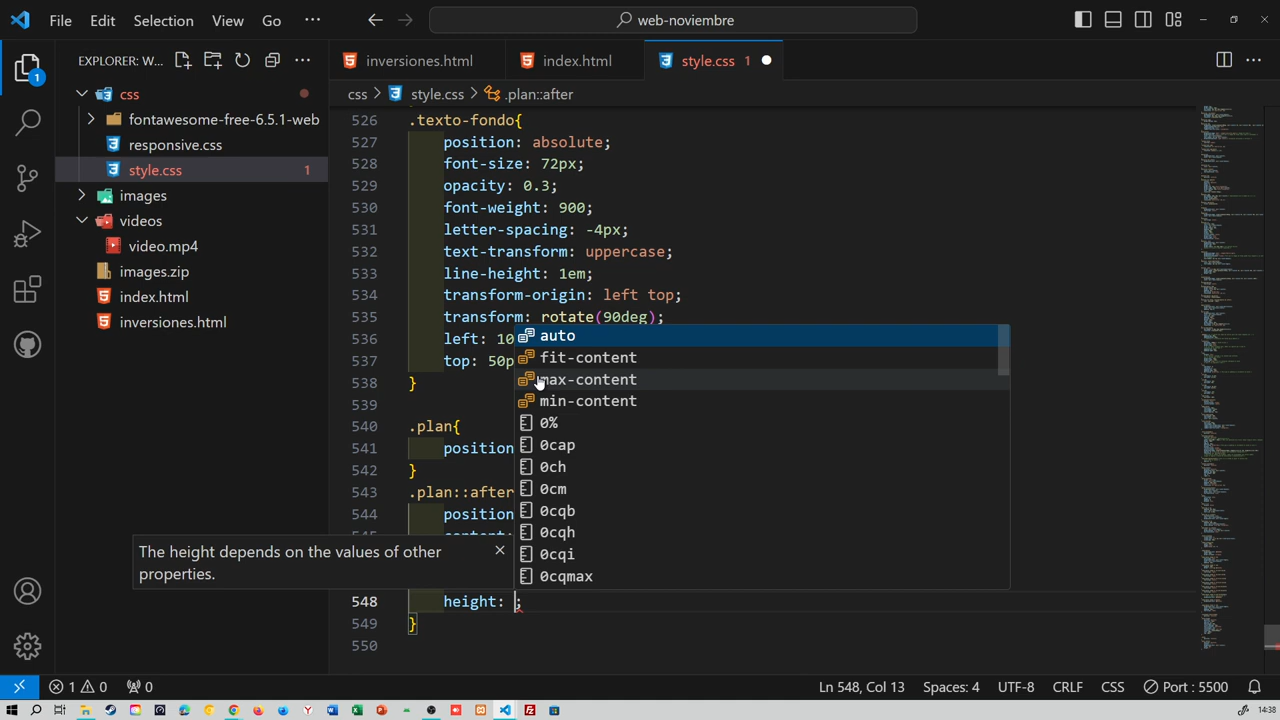 File Edit Selection View Go ··· web-noviembre
EXPLORER: W... inversiones.html index.html style.css 1
1
css
css > style.css > .plan::after
fontawesome-free-6.5.1-web
responsive.css
style.css 1
images
videos
video.mp4
images.zip
index.html
inversiones.html
526 .texto-fondo{
527 position: absolute;
528 font-size: 72px;
529 opacity: 0.3;
530 font-weight: 900;
531 letter-spacing: -4px;
532 text-transform: uppercase;
533 line-height: 1em;
534 transform-origin: left top;
535 transform: rotate(90deg);
536 left:
537 top: 500
538 }
539
540 .plan{
541 position
542 }
543 .plan::after
544 position
548 height:
549 }
550
auto
fit-content
min-content
0%
0cap
0ch
0cm
0cqb
0cqh
0cqi
0cqmax
The height depends on the values of other
properties.
1 0 0 Ln 548, Col 13 Spaces: 4 UTF-8 CRLF CSS Port : 5500
14:38